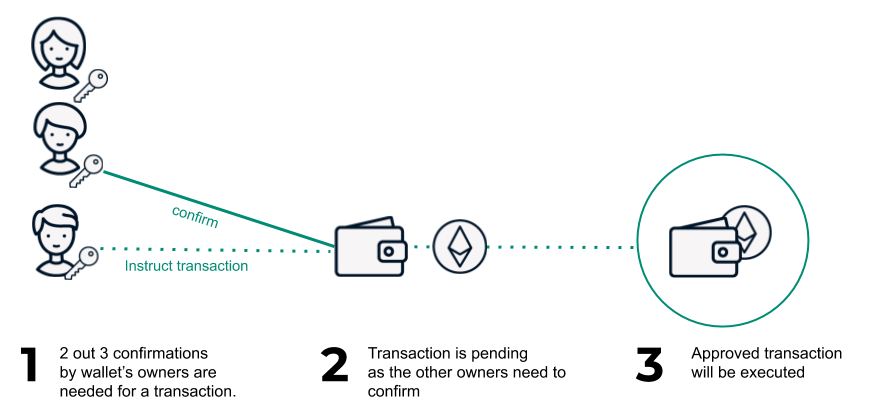 confirm
Instruct transaction
1
2 out 3 confirmations
by wallet's owners are
needed for a transaction.
2
Transaction is pending
as the other owners need to
confirm
3
Approved transaction
will be executed